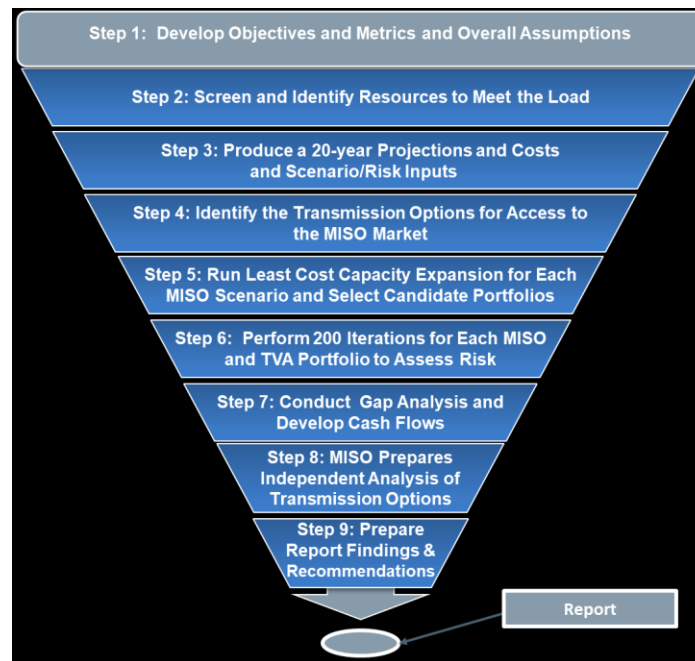 Step 1:  Develop Objectives and Metrics and Overall Assumptions
Step 2: Screen and Identify Resources to Meet the Load
Step 3: Produce a 20-year Projections and Costs
and Scenario/Risk Inputs
Step 4: Identify the Transmission Options for Access to
the MISO Market
Step 5: Run Least Cost Capacity Expansion for Each
MISO Scenario and Select Candidate Portfolios
Step 6:  Perform 200 Iterations for Each MISO
and TVA Portfolio to Assess Risk
Step 7: Conduct  Gap Analysis and
Develop Cash Flows
Step 8: MISO Prepares
Independent Analysis of
Transmission Options
Step 9: Prepare
Report Findings &
Recommendations
Report